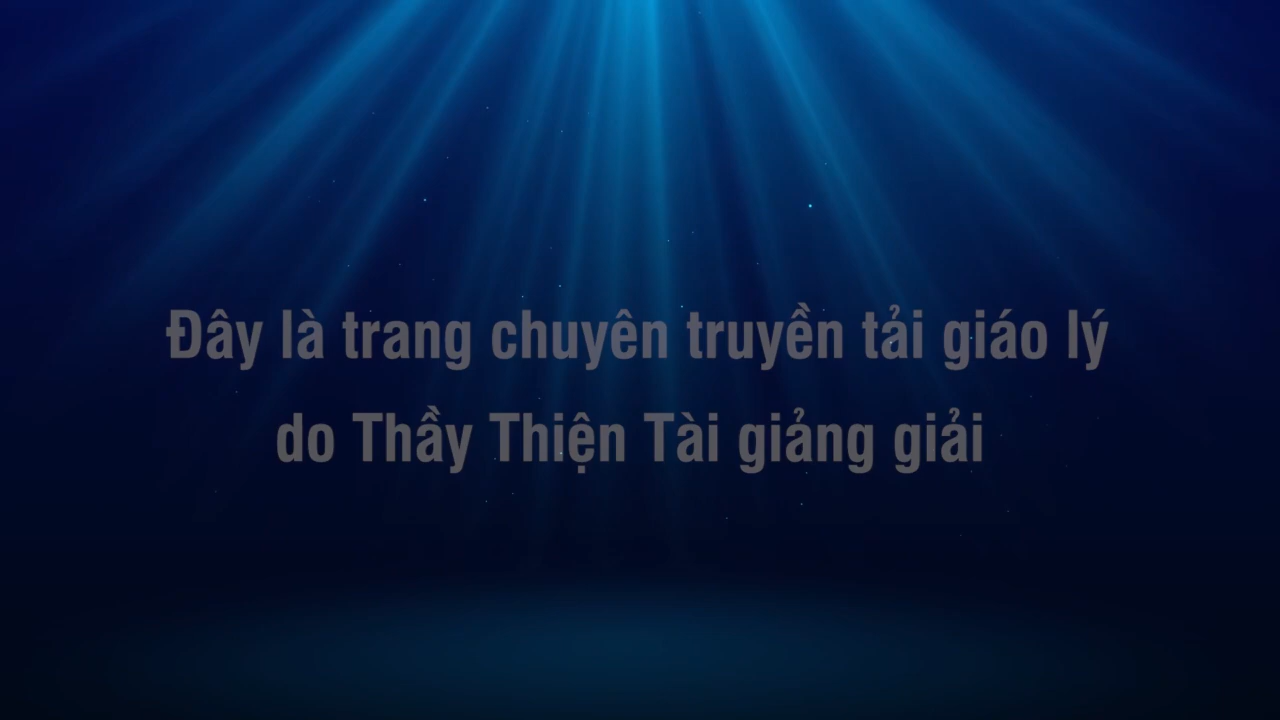 Đây là trang chuyên truyền tải giáo lý
do Thầy Thiện Tài giảng giải